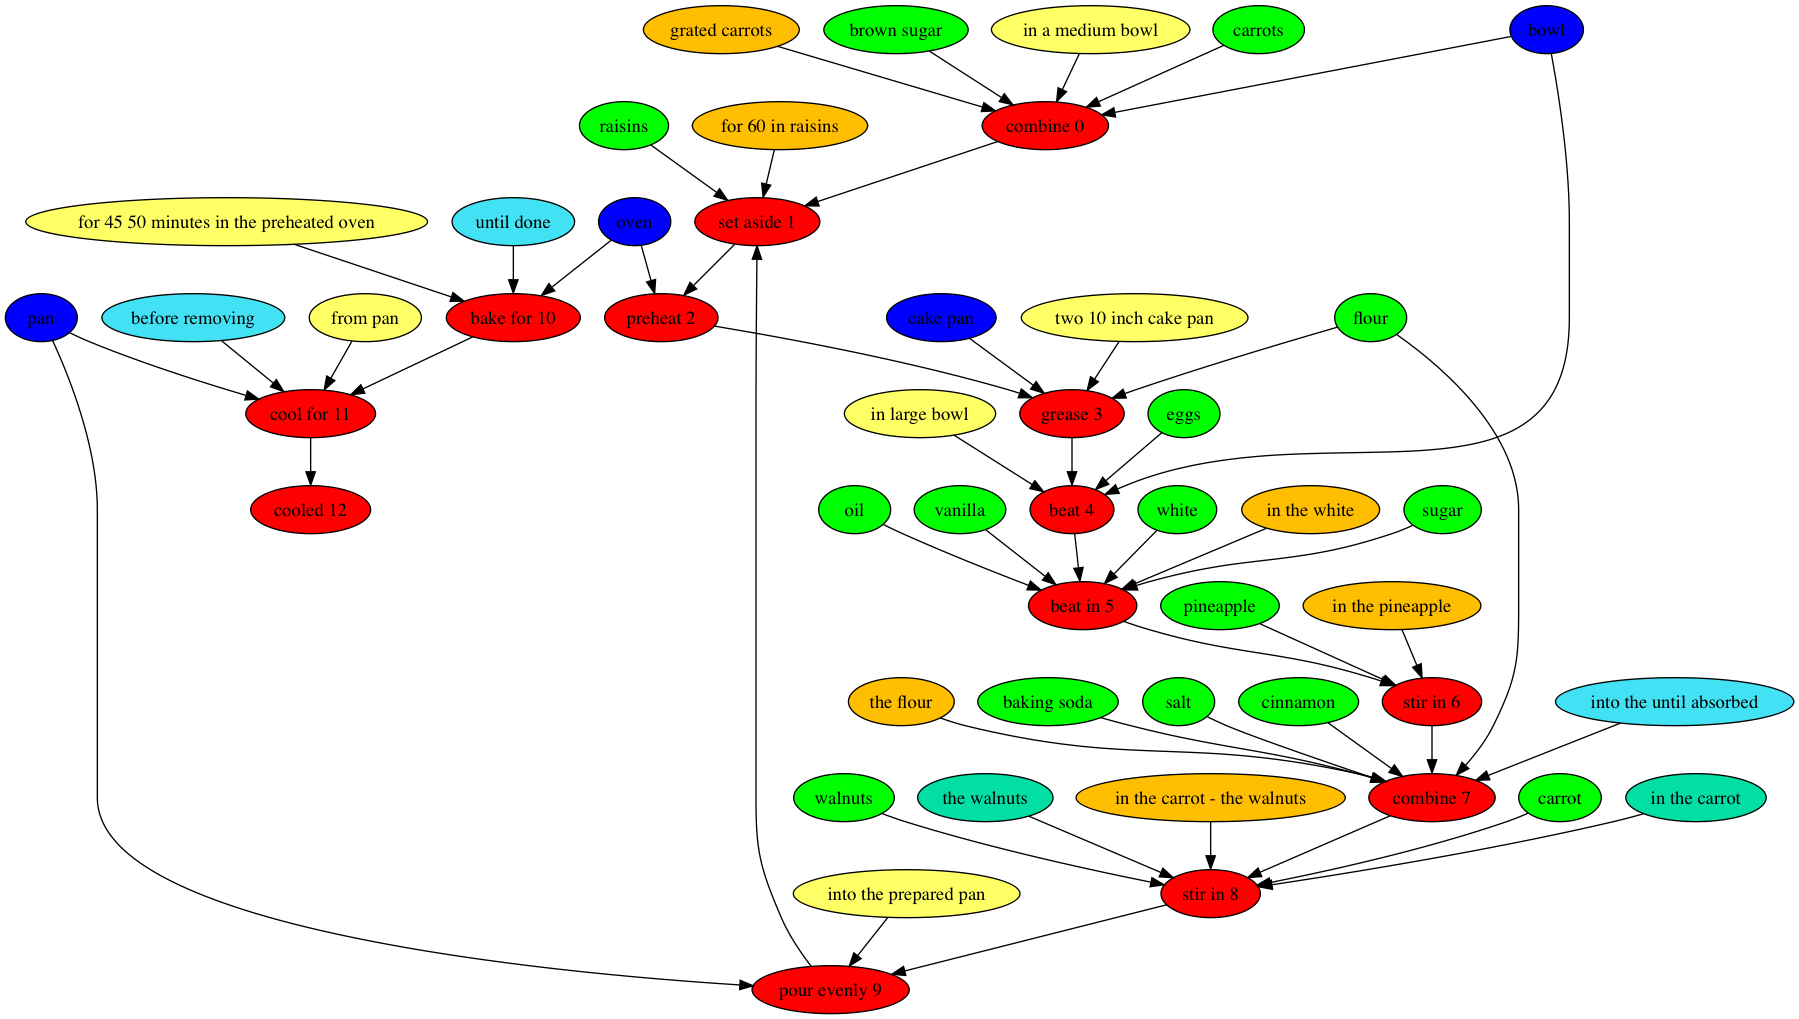 grated carrots
brown sugar
in a medium bowl
carrots
bowl
raisins
for 60 in raisins
combine 0
for 45 50 minutes in the preheated oven
until done
oven
set aside 1
pan
before removing
from pan
bake for 10
preheat 2
cake pan
two 10 inch cake pan
flour
cool for 11
in large bowl
grease 3
eggs
cooled 12
oil
vanilla
beat 4
white
in the white
sugar
beat in 5
pineapple
in the pineapple
the flour
baking soda
salt
cinnamon
stir in 6
into the until absorbed
walnuts
the walnuts
in the carrot - the walnuts
combine 7
carrot
in the carrot
into the prepared pan
stir in 8
pour evenly 9